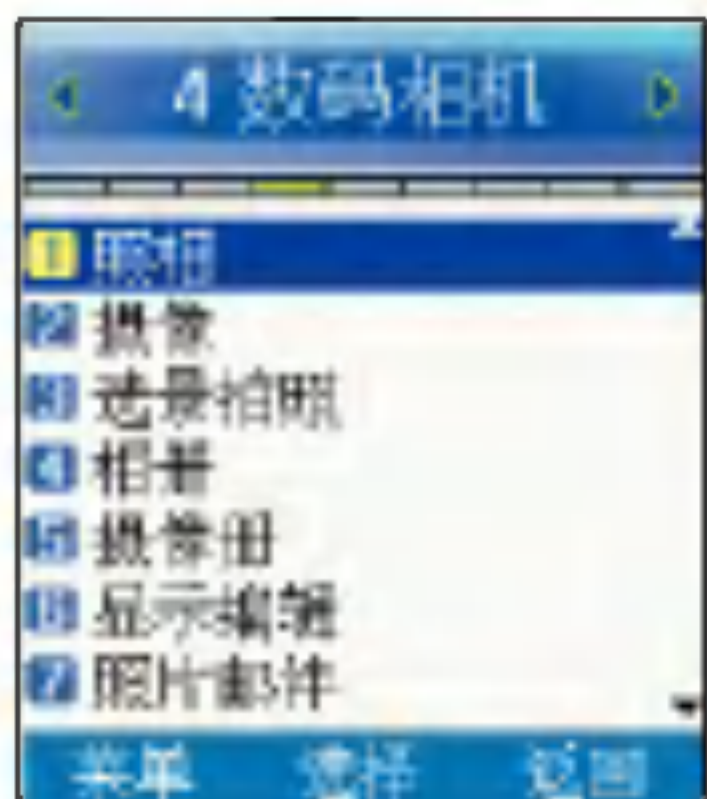 4 数码相机
1 照相
2 摄像
3 选景拍照
4 相册
5 摄像册
6 显示编辑
7 照片邮件
菜单 选择 返回